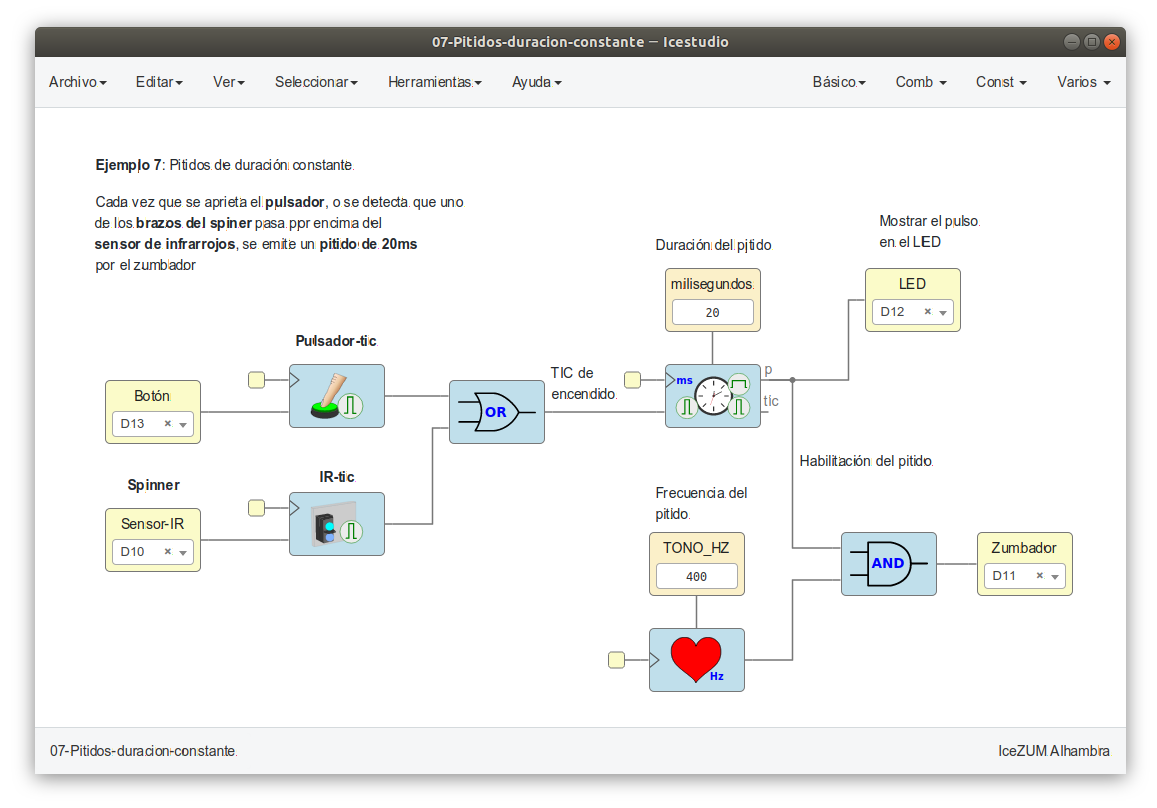 07-Pitidos-duracion-constante — Icestudio
Archivo Editar Ver Seleccionar Herramientas Ayuda Básico Comb Const Varios
Ejemplo 7: Pitidos de duración constante
Cada vez que se aprieta el pulsador, o se detecta que uno
de los brazos del spiner pasa por encima del
sensor de infrarrojos, se emite un pitido de 20ms
por el zumblador
Mostrar el pulso
en el LED
Duración del pitido
milisegundos
20
LED
D12
Pulsador-tic
Botón
D13
OR
TIC de
encendido.
ms
p
tic
Habilitación del pitido
Spinner
IR-tic
Sensor-IR
D10
Frecuencia del
pitido
TONO_HZ
400
AND
Zumbador
D11
Hz
07-Pitidos-duracion-constante
IceZUM Alhambra